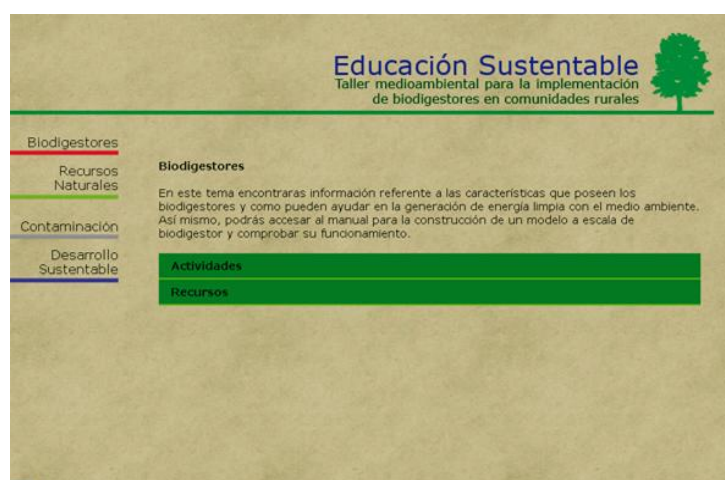 Educación Sustentable
Taller medioambiental para la implementación
de biodigestores en comunidades rurales
Biodigestores
Recursos
Naturales
Contaminación
Desarrollo
Sustentable
Biodigestores
En este tema encontraras información referente a las características que poseen los
biodigestores y como pueden ayudar en la generación de energía limpia con el medio ambiente.
Así mismo, podrás accesar al manual para la construcción de un modelo a escala de
biodigestor y comprobar su funcionamiento.
Actividades
Recursos